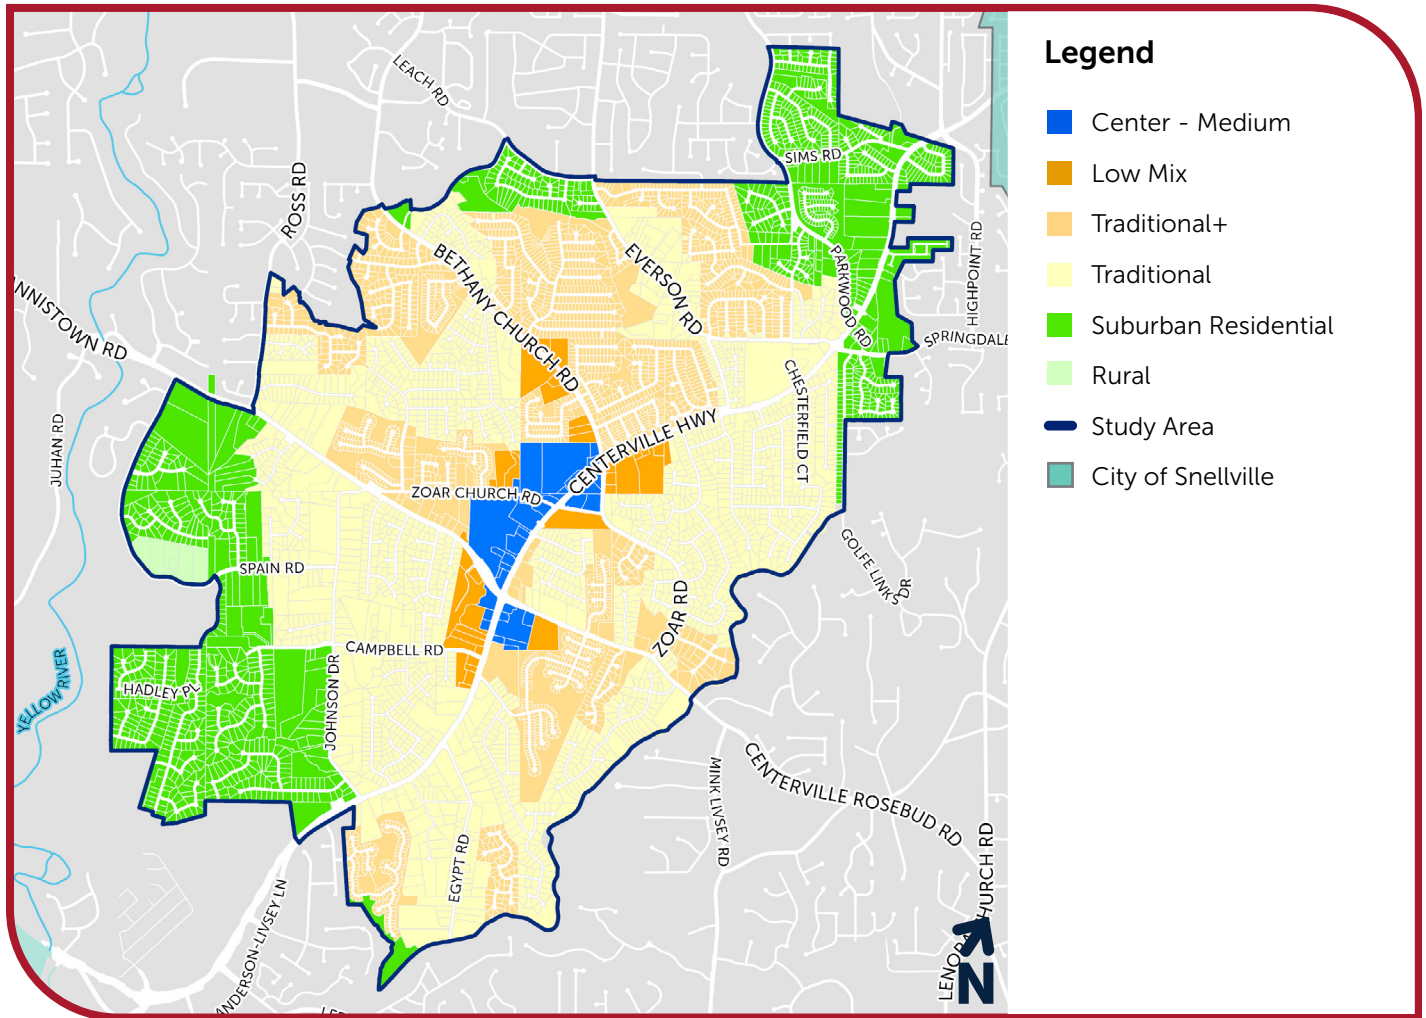 Legend
Center - Medium
Low Mix
Traditional+
Traditional
Suburban Residential
Rural
Study Area
City of Snellville
LEACH RD
ROSS RD
SIMS RD
BETHANY CHURCH RD
EVERSON RD
PARKWOOD RD
HIGHPOINT RD
SPRINGDALE
NNISTOWN RD
JUHAN RD
CHESTERFIELD CT
CENTERVILLE HWY
ZOAR CHURCH RD
GOLFE LINKS DR
SPAIN RD
ZOAR RD
CAMPBELL RD
HADLEY PL
JOHNSON DR
YELLOW RIVER
MINK LIVSEY RD
CENTERVILLE ROSEBUD RD
EGYPT RD
ANDERSON-LIVSEY LN
CHURCH RD
N